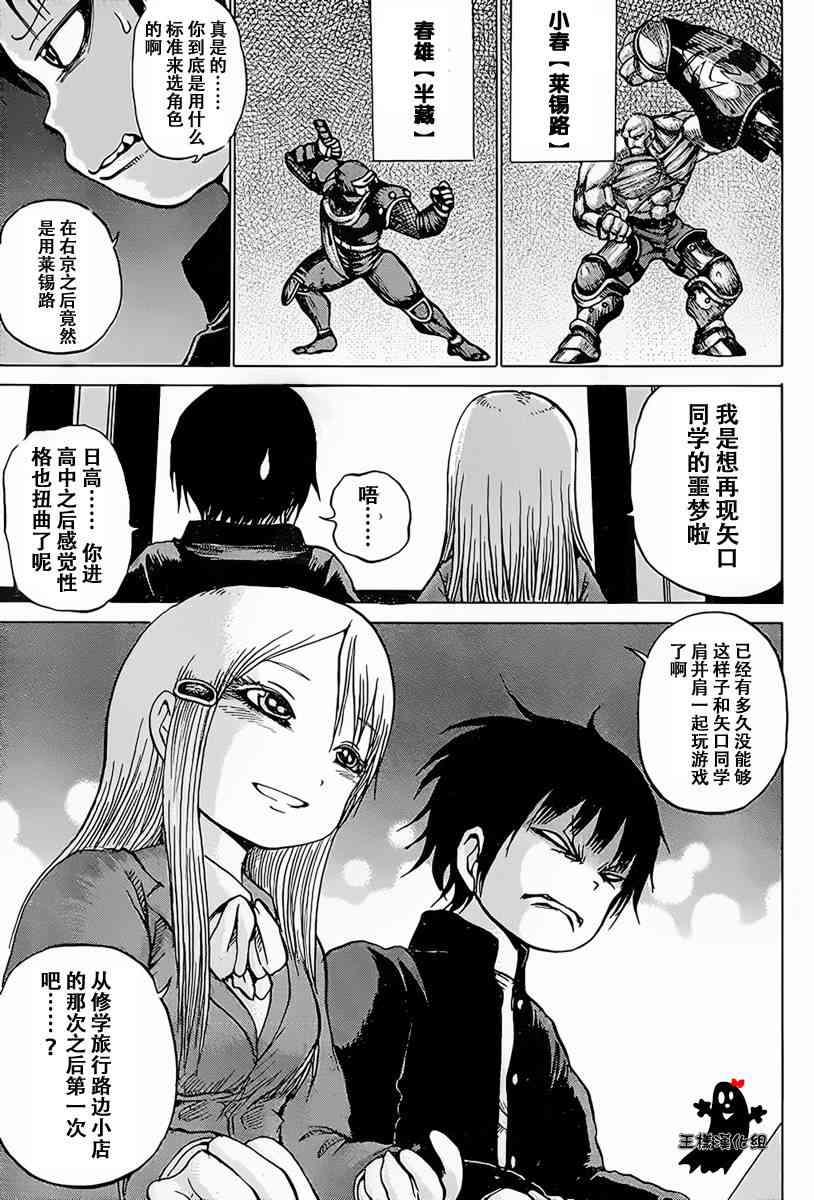 小春【莱锡路】
春雄【半藏】
真是的……
你到底是用什么
标准来选角色
的啊
在右京之后竟然
是用莱锡路
我是想再现矢口
同学的噩梦啦
唔
……
日高……你进
高中之后感觉性
格也扭曲了呢
已经有多久没能够
这样子和矢口同学
肩并肩一起玩游戏
了啊
从修学旅行路边小店
的那次之后第一次
吧……？
王様漢化組